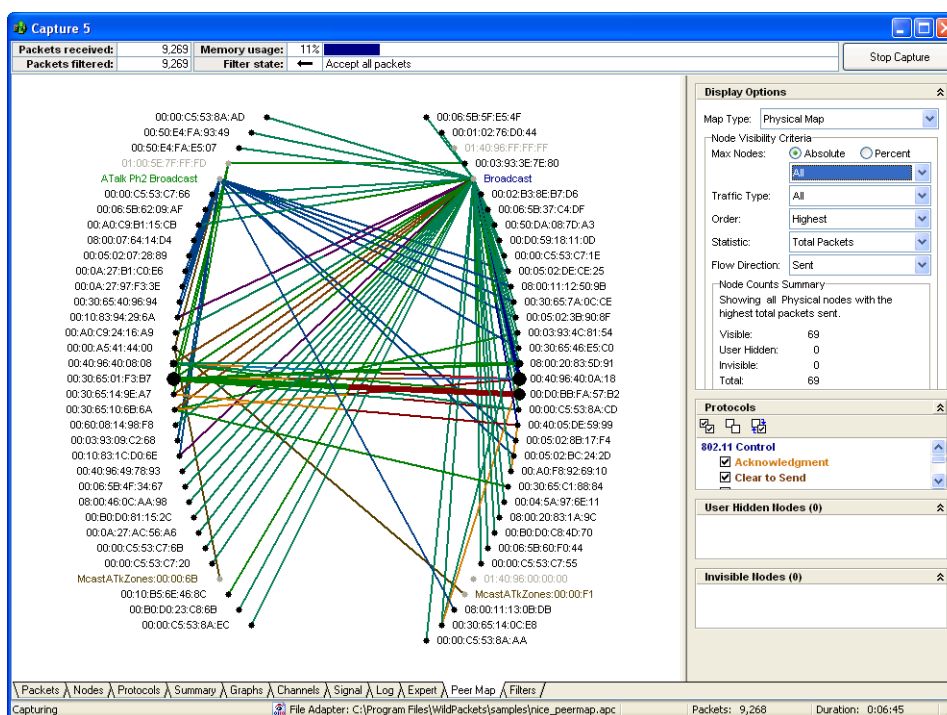 Capture 5
Packets received: 9,269 Memory usage: 11%
Packets filtered: 9,269 Filter state: Accept all packets
Stop Capture
00:00:C5:53:8A:AD
00:50:E4:FA:93:49
00:50:E4:FA:E5:07
01:00:5E:7F:FF:FD
ATalk Ph2 Broadcast
00:00:C5:53:C7:66
00:06:5B:62:09:AF
00:A0:C9:B1:15:CB
08:00:07:64:14:D4
00:05:02:07:28:89
00:0A:27:B1:C0:E6
00:0A:27:97:F3:3E
00:30:65:40:96:94
00:10:83:94:29:6A
00:A0:C9:24:16:A9
00:00:A5:41:44:00
00:40:96:40:08:08
00:30:65:01:F3:B7
00:30:65:14:9E:A7
00:30:65:10:6B:6A
00:60:08:14:98:F8
00:03:93:09:C2:68
00:10:83:1C:D0:6E
00:40:96:49:78:93
00:06:5B:4F:34:67
08:00:46:0C:AA:98
00:B0:D0:81:15:2C
00:0A:27:AC:56:A6
00:00:C5:53:C7:6B
00:00:C5:53:C7:20
McastATkZones:00:00:6B
00:10:B5:6E:46:8C
00:B0:D0:23:C8:6B
00:00:C5:53:8A:EC
00:06:5B:5F:E5:4F
00:01:02:76:D0:44
01:40:96:FF:FF:FF
00:03:93:3E:7E:80
Broadcast
00:02:B3:8E:B7:D6
00:06:5B:37:C4:DF
00:50:DA:08:7D:A3
00:D0:59:18:11:0D
00:00:C5:53:C7:1E
00:05:02:DE:CE:25
08:00:11:12:50:9B
00:30:65:7A:0C:CE
00:05:02:3B:90:8F
00:03:93:4C:81:54
00:30:65:46:E5:C0
08:00:20:83:5D:91
00:40:96:40:0A:18
00:D0:BB:FA:57:B2
00:00:C5:53:8A:CD
00:40:05:DE:59:99
00:05:02:8B:17:F4
00:05:02:BC:24:2D
00:A0:F8:92:69:10
00:30:65:C1:88:84
00:04:5A:97:6E:11
08:00:20:83:1A:9C
00:B0:D0:C8:4D:70
00:06:5B:60:F0:44
00:00:C5:53:C7:55
01:40:96:00:00:00
McastATkZones:00:00:F1
08:00:11:13:0B:DB
00:30:65:14:0C:E8
00:00:C5:53:8A:AA
Display Options
Map Type: Physical Map
Node Visibility Criteria
Max Nodes: Absolute Percent
All
Traffic Type: All
Order: Highest
Statistic: Total Packets
Flow Direction: Sent
Node Counts Summary
Showing all Physical nodes with the
highest total packets sent.
Visible: 69
User Hidden: 0
Invisible: 0
Total: 69
Protocols
802.11 Control
Acknowledgment
Clear to Send
User Hidden Nodes (0)
Invisible Nodes (0)
Packets Nodes Protocols Summary Graphs Channels Signal Log Expert Peer Map Filters
Capturing File Adapter: C:\Program Files\WildPackets\samples\nice_peermap.apc Packets: 9,268 Duration: 0:06:45